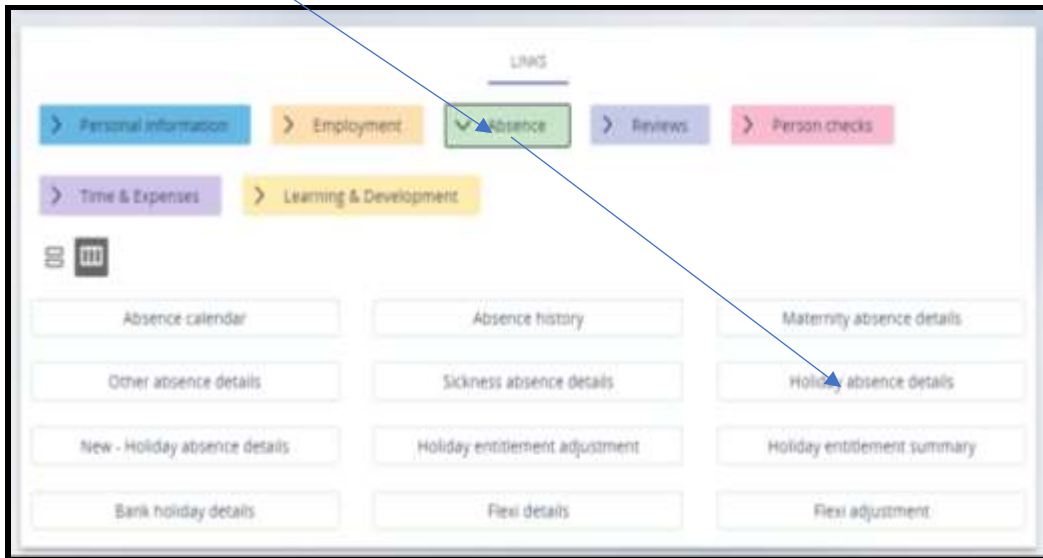 LINKS
Personal information Employment Absence Reviews Person checks
Time & Expenses Learning & Development
Absence calendar Absence history Maternity absence details
Other absence details Sickness absence details Holiday absence details
New - Holiday absence details Holiday entitlement adjustment Holiday entitlement summary
Bank holiday details Flexi details Flexi adjustment